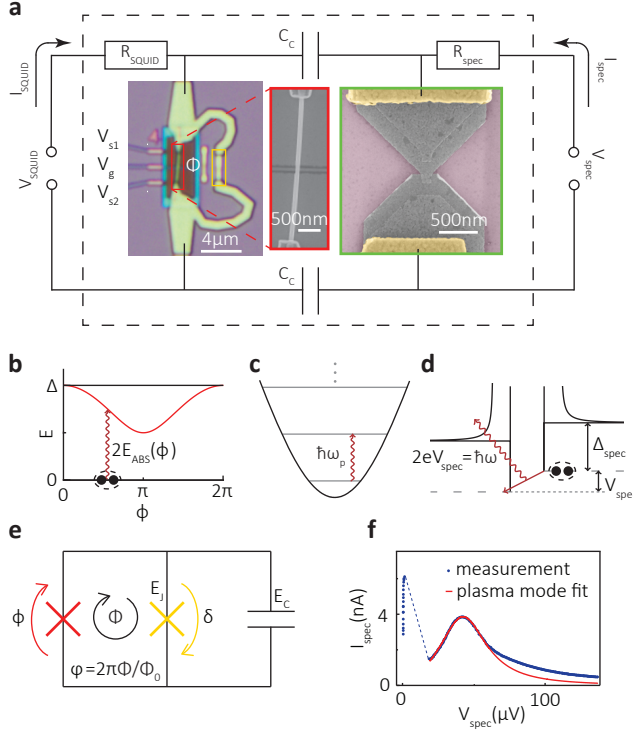 a
I_SQUID
R_SQUID
C_C
R_spec
I_spec
V_SQUID
V_s1
V_g
V_s2
Φ
4μm
500nm
500nm
V_spec
C_C
b
Δ
E
2E_ABS(ϕ)
0
0
π
2π
ϕ
c
ℏω_p
d
2eV_spec=ℏω
Δ_spec
V_spe
e
ϕ
Φ
E_J
δ
E_C
φ=2πΦ/Φ_0
f
measurement
plasma mode fit
I_spec(nA)
4
0
0
100
V_spec(μV)